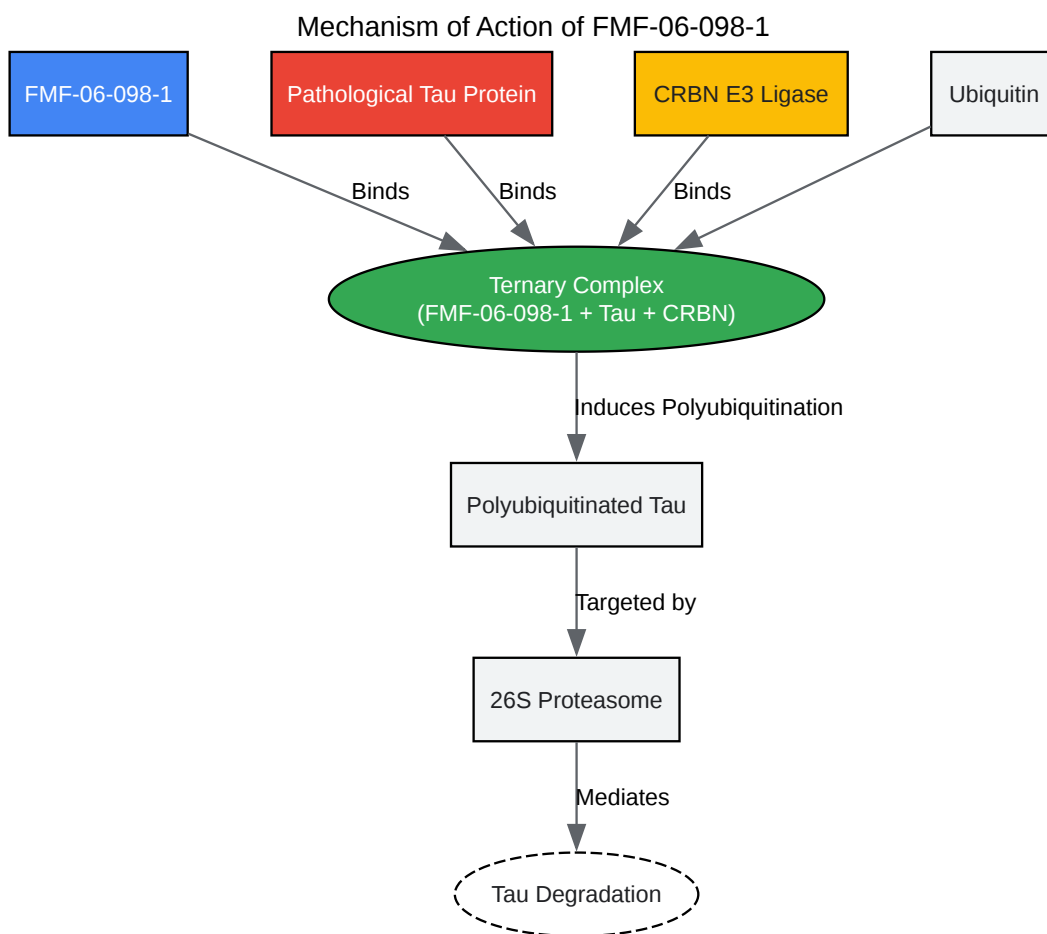 Mechanism of Action of FMF-06-098-1
FMF-06-098-1
Pathological Tau Protein
CRBN E3 Ligase
Ubiquitin
Binds
Binds
Binds
Ternary Complex
(FMF-06-098-1 + Tau + CRBN)
Induces Polyubiquitination
Polyubiquitinated Tau
Targeted by
26S Proteasome
Mediates
Tau Degradation